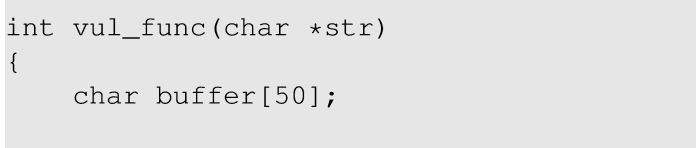 int vul_func(char *str)
{
    char buffer[50];